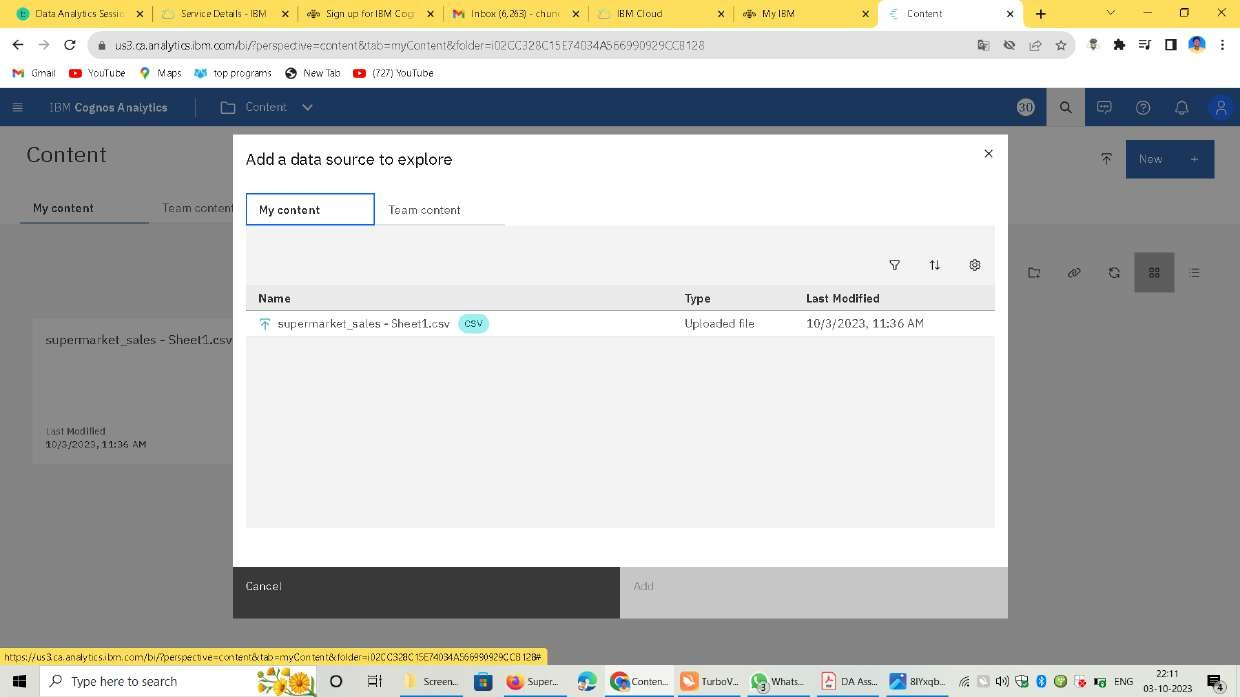 Data Analytics Sessi
Service Details - IBM
Sign up for IBM Cog
Inbox (6,263) - chun
IBM Cloud
My IBM
Content
us3.ca.analytics.ibm.com/bi/?perspective=content&tab=myContent&folder=i02CC328C15E74034A566990929CC8128
Gmail
YouTube
Maps
top programs
New Tab
(727) YouTube
IBM Cognos Analytics
Content
30
Content
New +
My content
Team content
Add a data source to explore
My content
Team content
Name
Type
Last Modified
supermarket_sales - Sheet1.csv
CSV
Uploaded file
10/3/2023, 11:36 AM
supermarket_sales - Sheet1.csv
Last Modified
10/3/2023, 11:36 AM
Cancel
Add
https://us3.ca.analytics.ibm.com/bi/?perspective=content&tab=myContent&folder=i02CC328C15E74034A566990929CC8128#
Type here to search
Screen...
Super...
Conten...
TurboV...
3
Whats...
DA Ass...
8IYxqb...
ENG
22:11
03-10-2023
4